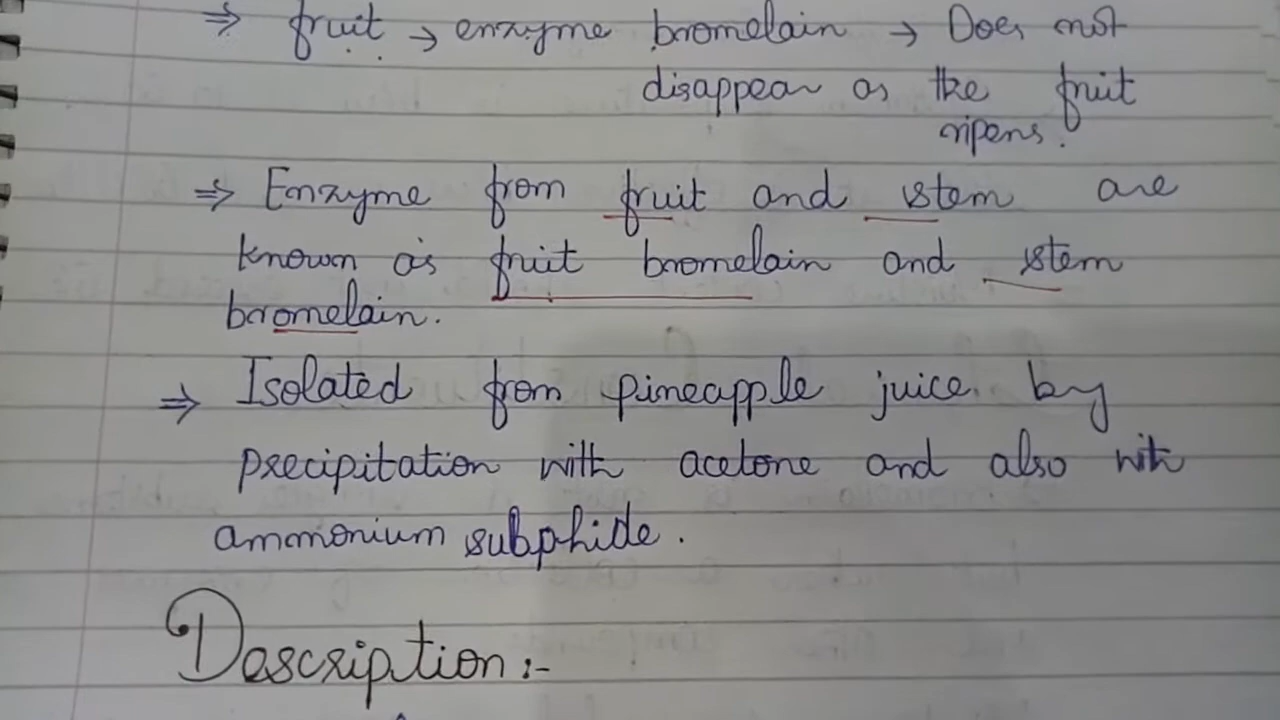 ⇒ fruit → enzyme bromelain → Does not
disappear as the fruit
ripens.
⇒ Enzyme from fruit and stem are
known as fruit bromelain and stem
bromelain.
⇒ Isolated from pineapple juice by
precipitation with acetone and also with
ammonium subphide.
Description :-